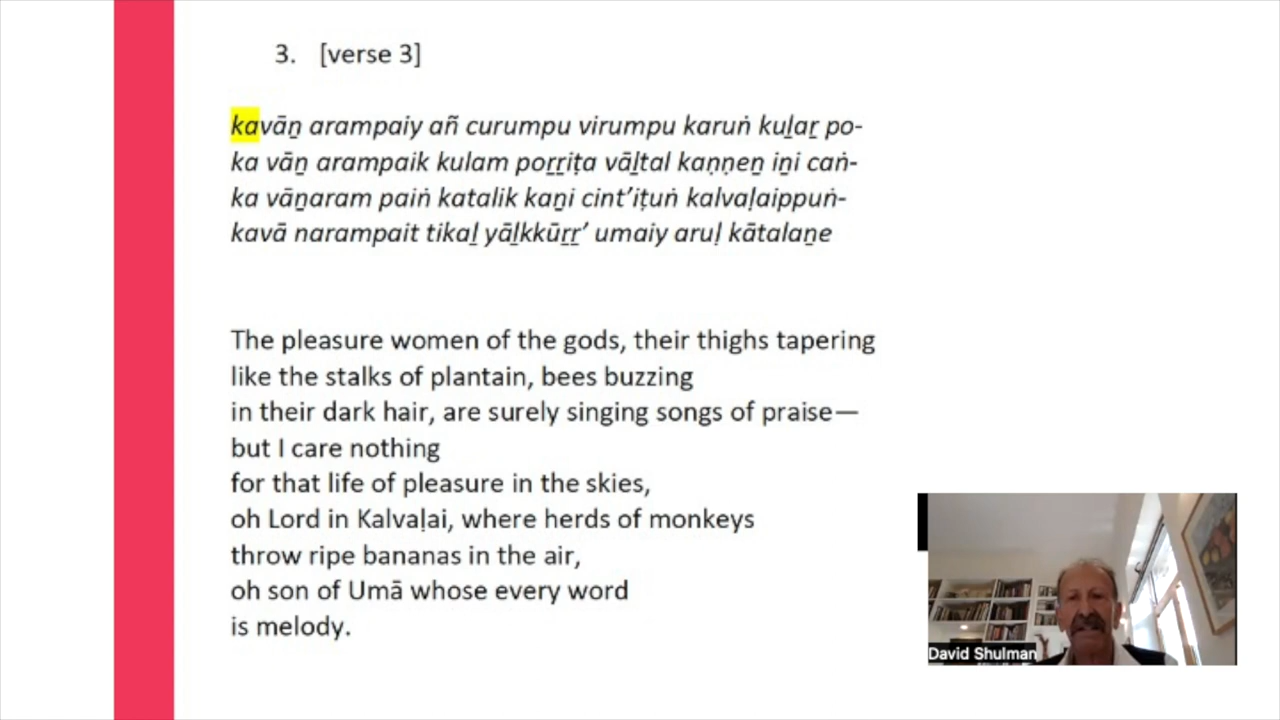 3. [verse 3]
kavāṉ arampaiy añ curumpu virumpu karuṅ kuḻaṟ po-
ka vāṉ arampaik kulam poṟṟiṭa vāḻtal kaṇṇeṉ iṉi caṅ-
ka vāṉaram paiṅ katalik kaṉi cint’iṭuṅ kalvaḷaippuṅ-
kavā narampait tikaḻ yāḻkkūṟṟ’ umaiy aruḷ kātalaṉe
The pleasure women of the gods, their thighs tapering
like the stalks of plantain, bees buzzing
in their dark hair, are surely singing songs of praise—
but I care nothing
for that life of pleasure in the skies,
oh Lord in Kalvaḷai, where herds of monkeys
throw ripe bananas in the air,
oh son of Umā whose every word
is melody.
David Shulman